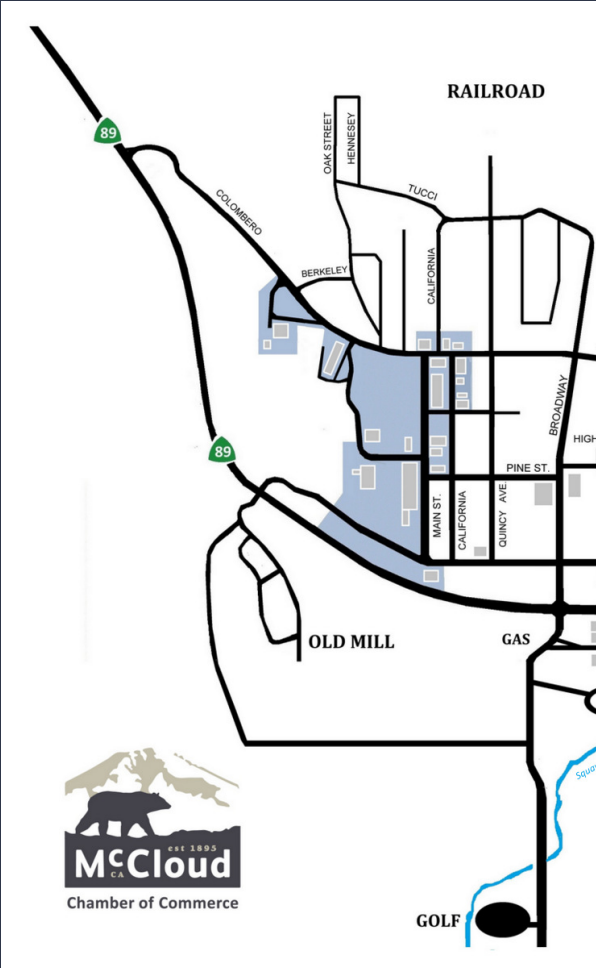 RAILROAD
89
OAK STREET
HENNESEY
TUCCI
COLOMBERO
BERKELEY
CALIFORNIA
BROADWAY
HIGH
89
PINE ST.
MAIN ST.
CALIFORNIA
QUINCY AVE.
OLD MILL
GAS
Squaw
est 1895
McCloud
CA
Chamber of Commerce
GOLF